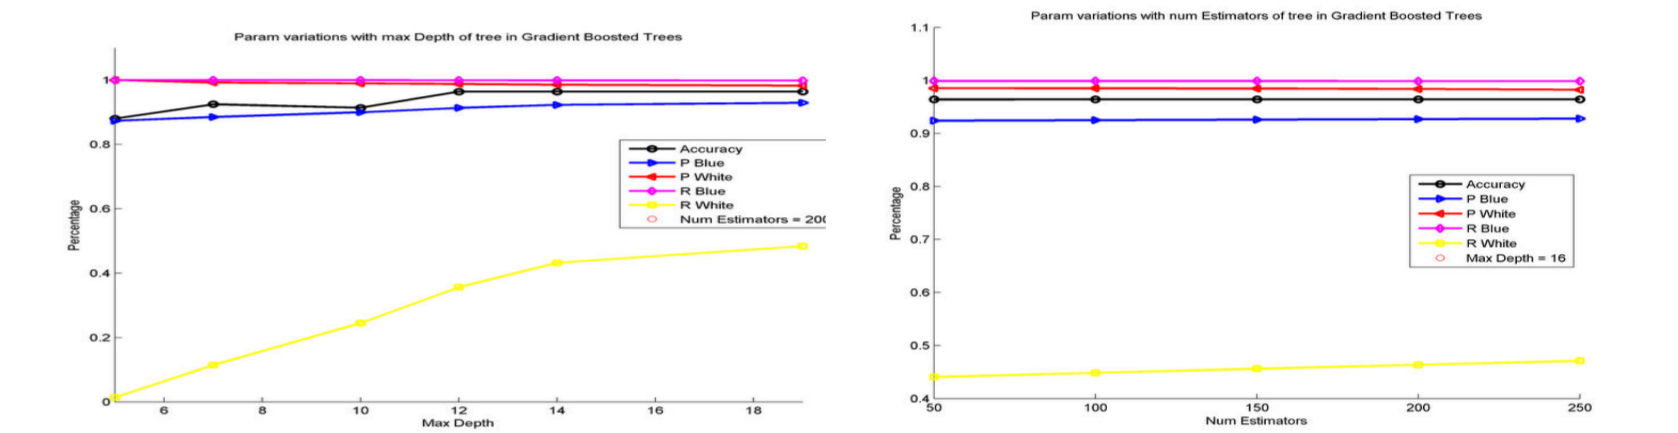 Param variations with max Depth of tree in Gradient Boosted Trees
1
0.8
0.6
0.4
0.2
0
Percentage
6 8 10 12 14 16 18
Max Depth
Accuracy
P Blue
P White
R Blue
R White
Num Estimators = 200
Param variations with num Estimators of tree in Gradient Boosted Trees
1.1
1
0.9
0.8
0.7
0.6
0.5
0.4
Percentage
50 100 150 200 250
Num Estimators
Accuracy
P Blue
P White
R Blue
R White
Max Depth = 16